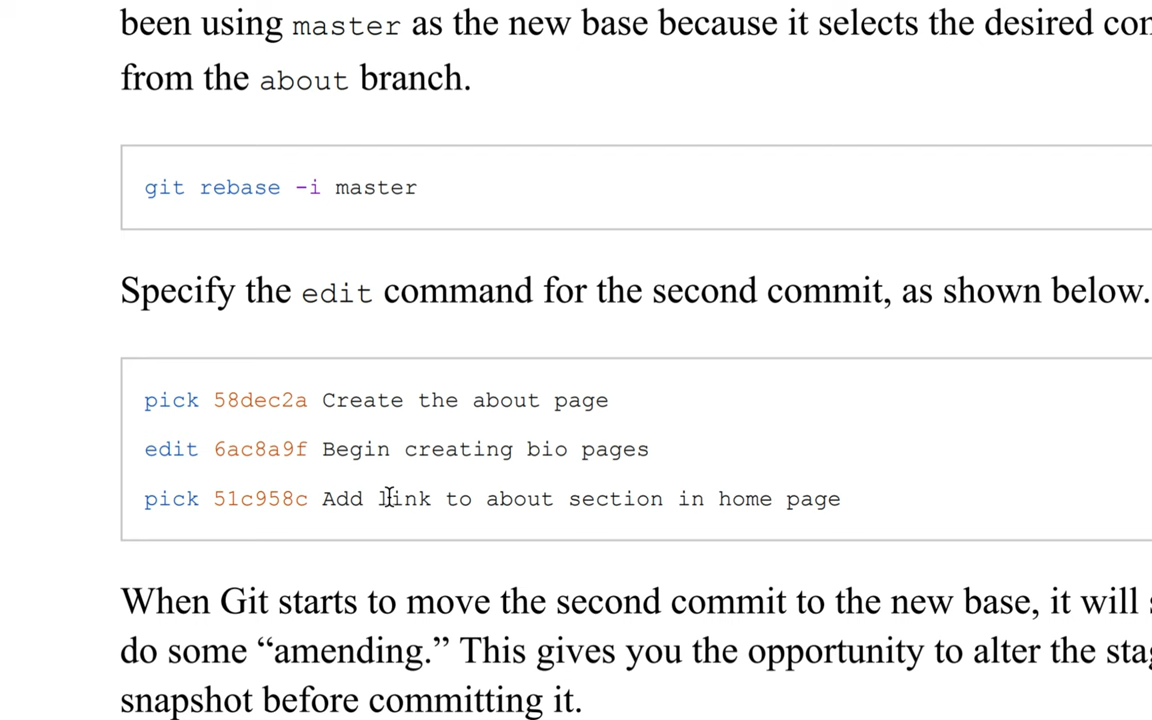 been using master as the new base because it selects the desired
from the about branch.
git rebase -i master
Specify the edit command for the second commit, as shown below.
pick 58dec2a Create the about page
edit 6ac8a9f Begin creating bio pages
pick 51c958c Add link to about section in home page
When Git starts to move the second commit to the new base, it will
do some “amending.” This gives you the opportunity to alter the
snapshot before committing it.